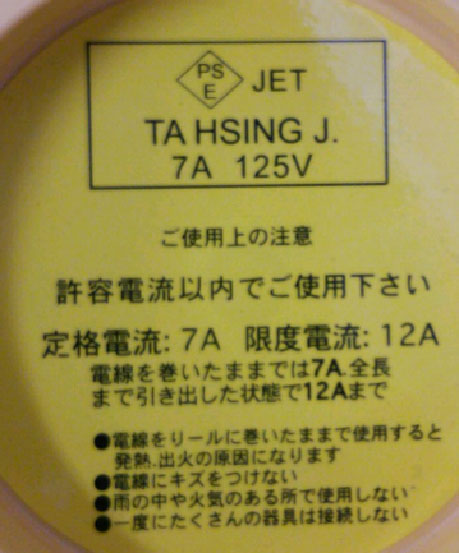 PS
E
JET
TA HSING J.
7A 125V
ご使用上の注意
許容電流以内でご使用下さい
定格電流: 7A 限度電流: 12A
電線を巻いたままでは7A.全長
まで引き出した状態で12Aまで
●電線をリールに巻いたままで使用すると
発熱.出火の原因になります
●電線にキズをつけない
●雨の中や火気のある所で使用しない
●一度にたくさんの器具は接続しない